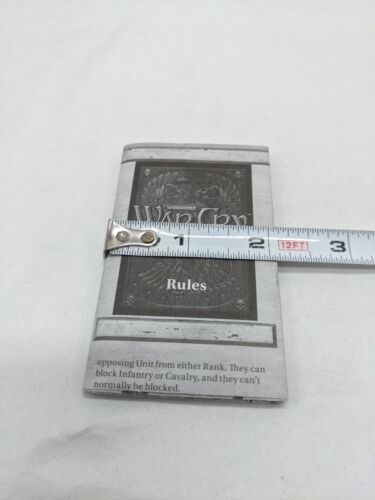 WARCRY
1 2 12FT 3
Rules
opposing Unit from either Rank. They can
block Infantry or Cavalry, and they can't
normally be blocked.